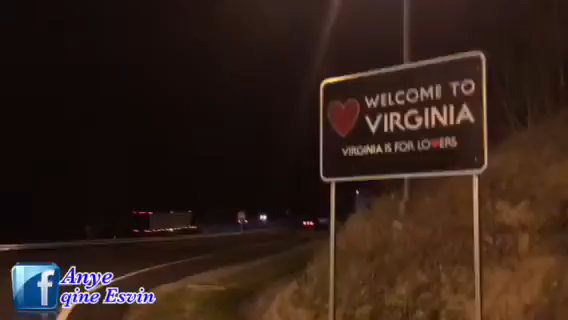 WELCOME TO
VIRGINIA
VIRGINIA IS FOR LOVERS
f Anye
qine Esvin